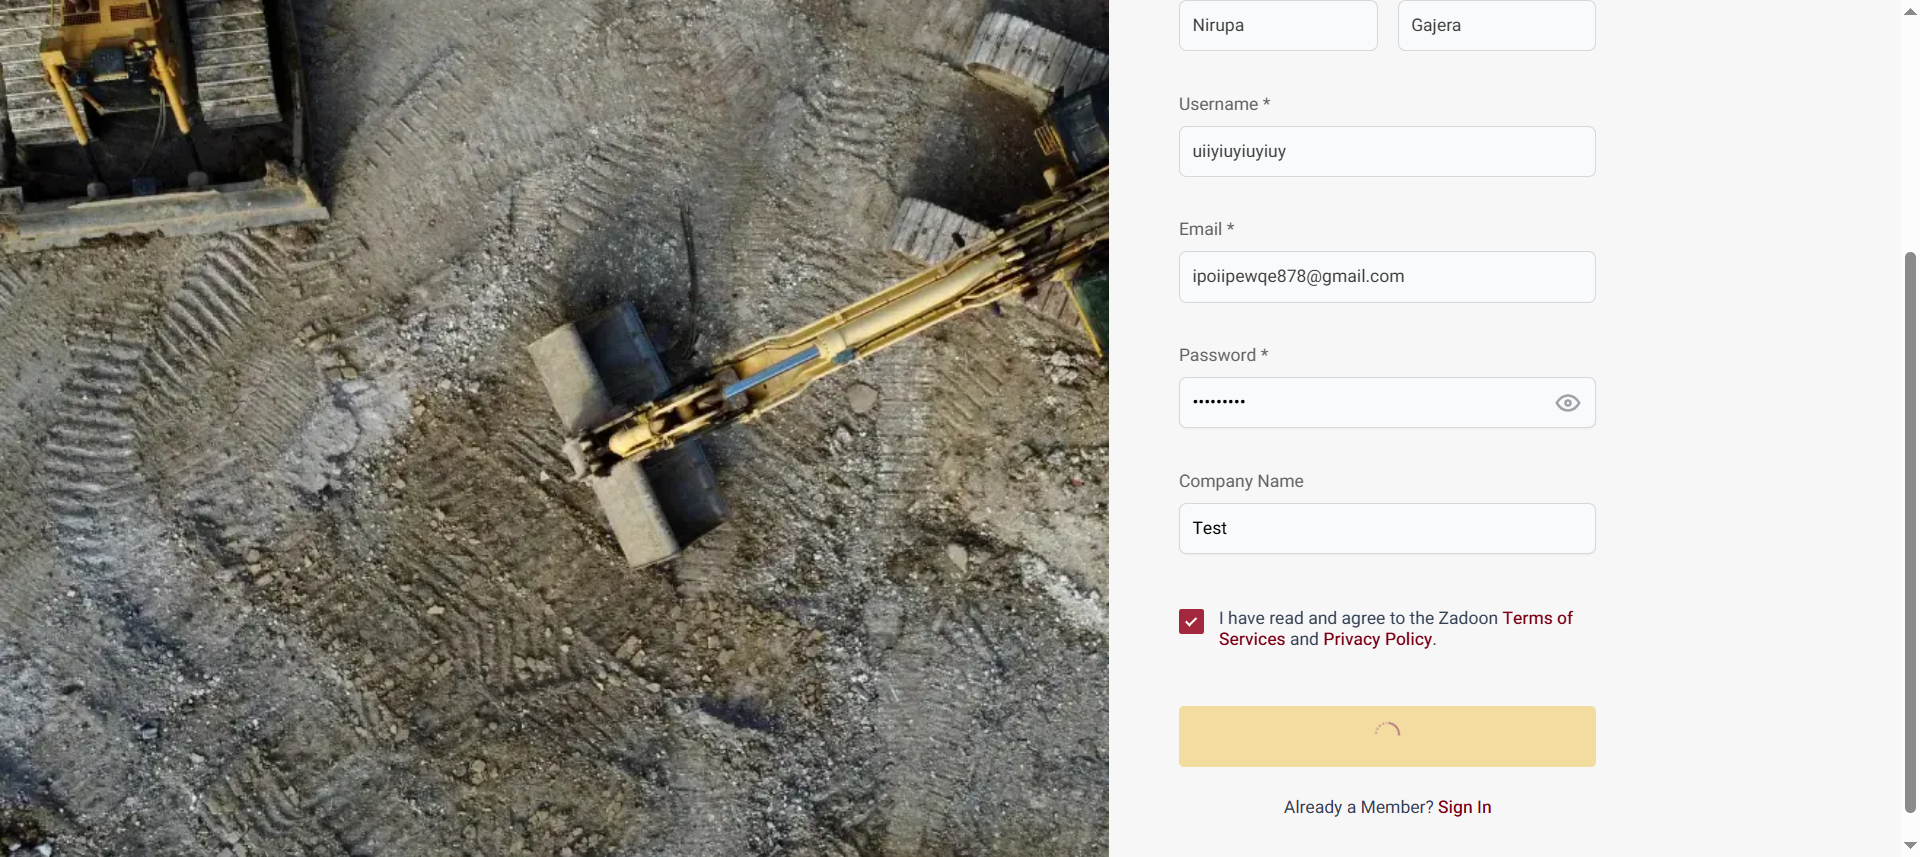 Nirupa Gajera
Username *
uiiyiuyiuyiuy
Email *
ipoiipewqe878@gmail.com
Password *
•••••••••
Company Name
Test
I have read and agree to the Zadoon Terms of
Services and Privacy Policy.
Already a Member? Sign In